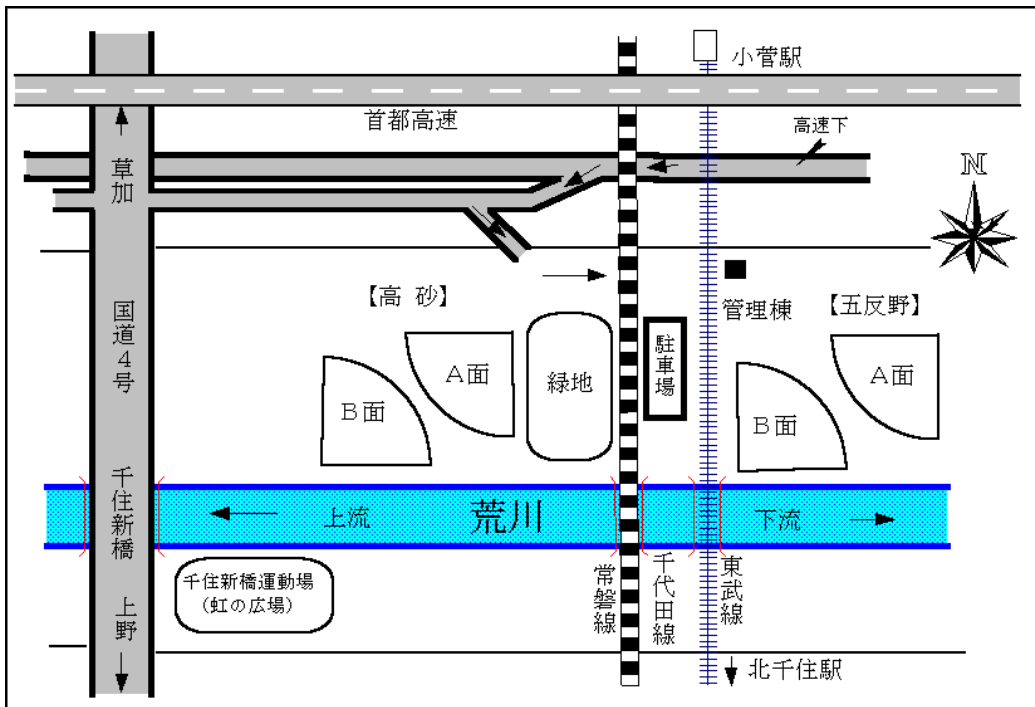 小菅駅
首都高速
高速下
草加
N
【高 砂】
管理棟
【五反野】
国道4号
A面
B面
緑地
駐車場
A面
B面
千住新橋
上流
荒川
下流
千住新橋運動場
(虹の広場)
常磐線
千代田線
東武線
上野
北千住駅